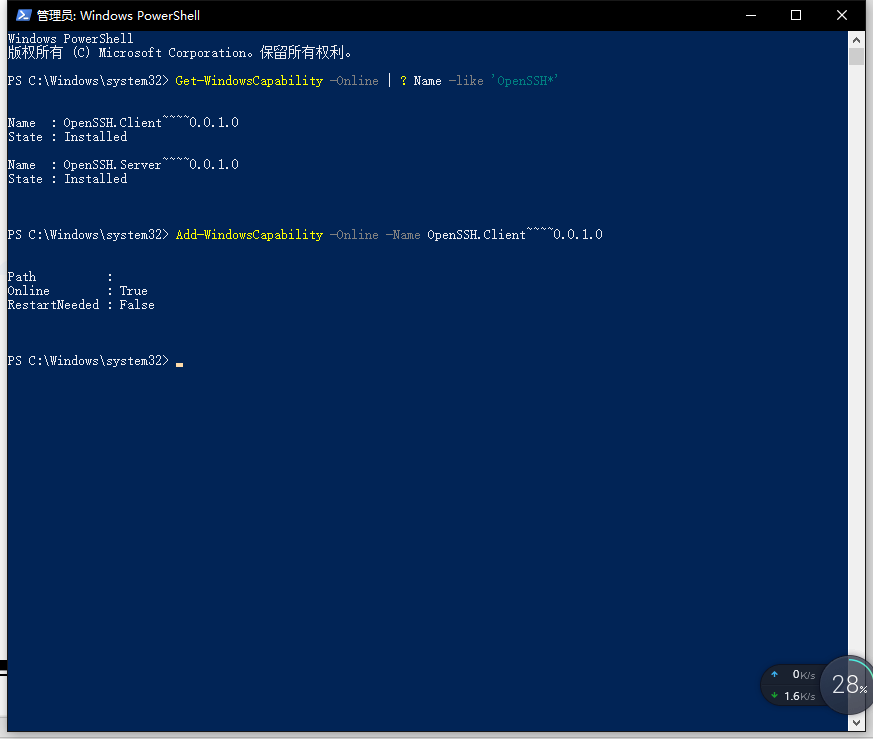 管理员: Windows PowerShell
Windows PowerShell
版权所有 (C) Microsoft Corporation。保留所有权利。
PS C:\Windows\system32> Get-WindowsCapability -Online | ? Name -like 'OpenSSH*'
Name  : OpenSSH.Client~~~~0.0.1.0
State : Installed
Name  : OpenSSH.Server~~~~0.0.1.0
State : Installed
PS C:\Windows\system32> Add-WindowsCapability -Online -Name OpenSSH.Client~~~~0.0.1.0
Path          :
Online        : True
RestartNeeded : False
PS C:\Windows\system32>
0K/s
28%
1.6K/s